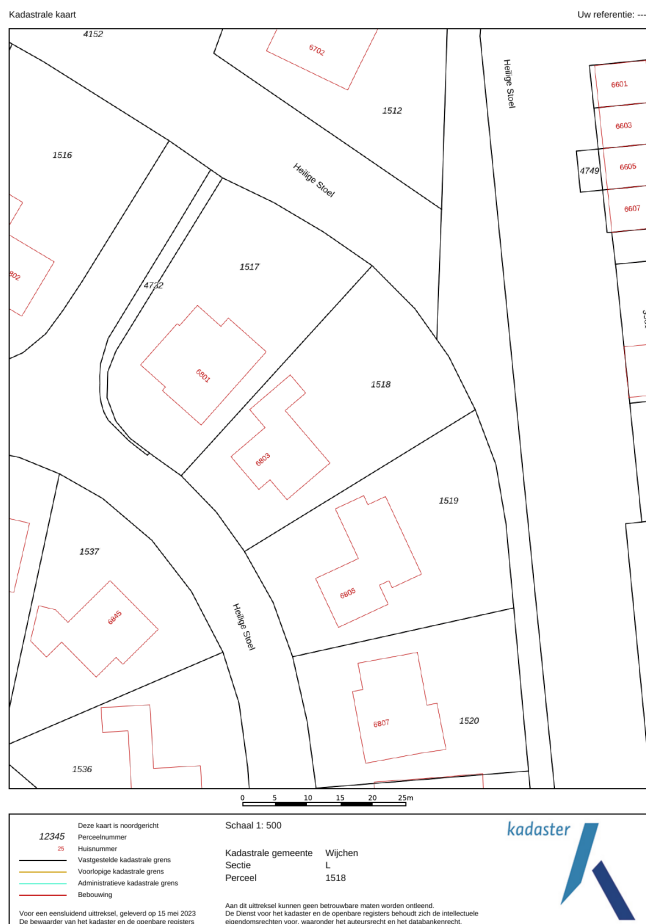 Kadastrale kaart
Uw referentie: ---
4152
6702
1512
Heilige Stoel
6601
6603
6605
6607
4749
1516
Heilige Stoel
1517
4732
6801
1518
6803
1519
6805
1537
6845
Heilige Stoel
6807
1520
1536
0 5 10 15 20 25m
Deze kaart is noordgericht
12345 Perceelnummer
25 Huisnummer
Vastgestelde kadastrale grens
Voorlopige kadastrale grens
Administratieve kadastrale grens
Bebouwing
Voor een eensluidend uittreksel, geleverd op 15 mei 2023
De bewaarder van het kadaster en de openbare registers
Schaal 1: 500
Kadastrale gemeente Wijchen
Sectie L
Perceel 1518
Aan dit uittreksel kunnen geen betrouwbare maten worden ontleend.
De Dienst voor het kadaster en de openbare registers behoudt zich de intellectuele
eigendomsrechten voor, waaronder het auteursrecht en het databankenrecht.
kadaster